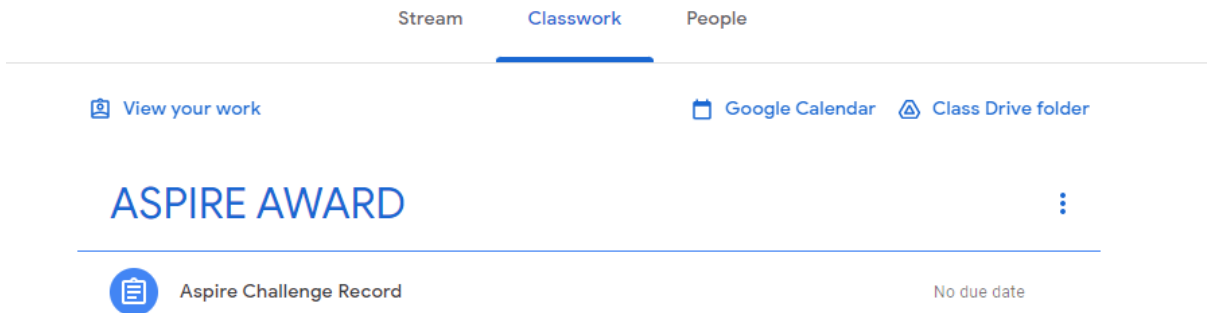 Stream Classwork People
View your work Google Calendar Class Drive folder
ASPIRE AWARD
Aspire Challenge Record No due date